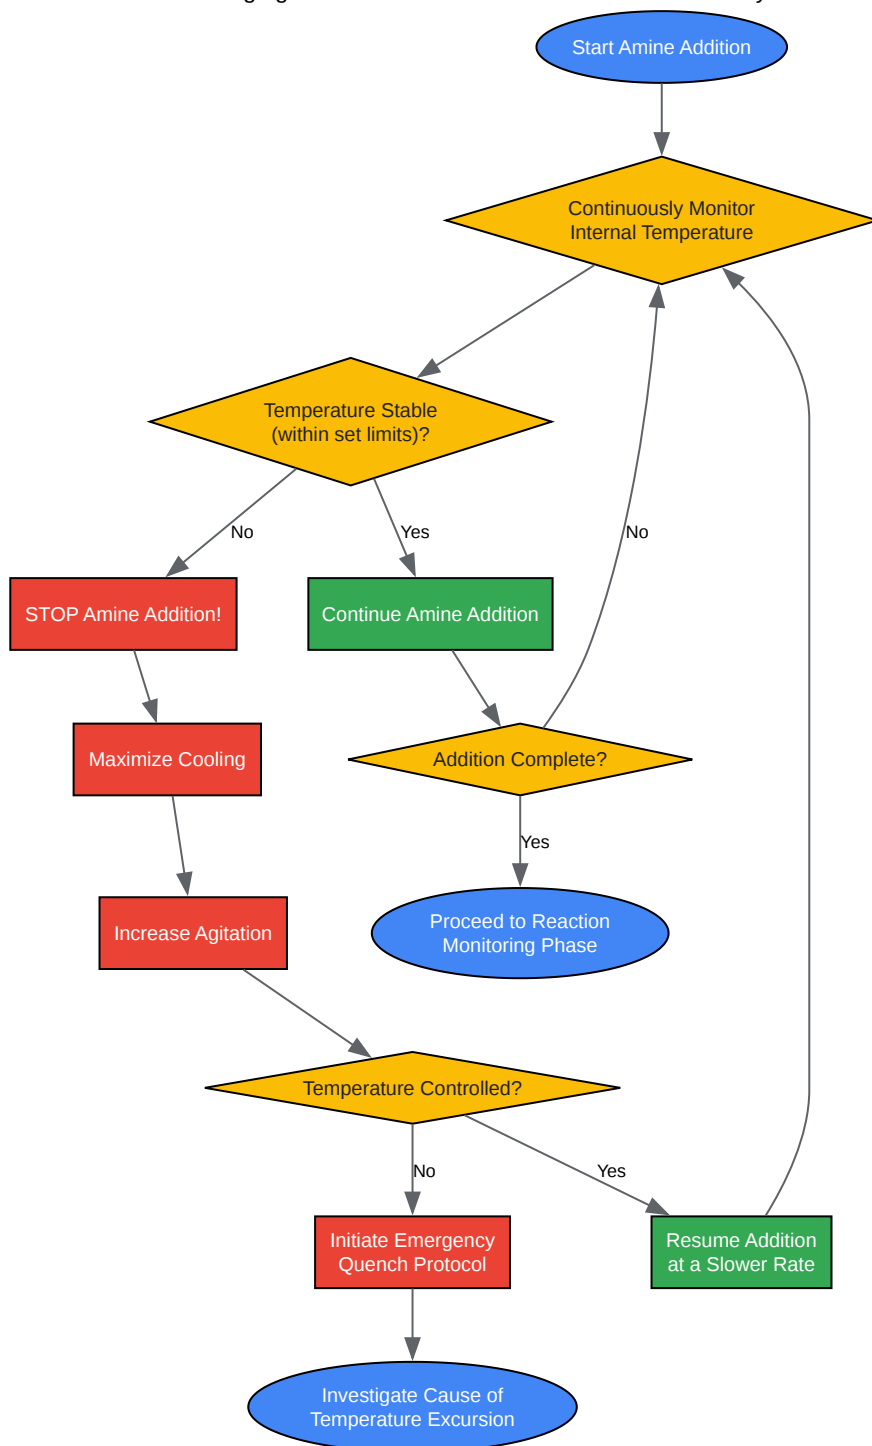 Start Amine Addition
Continuously Monitor
Internal Temperature
Temperature Stable
(within set limits)?
No
Yes
No
STOP Amine Addition!
Continue Amine Addition
Maximize Cooling
Addition Complete?
Yes
Increase Agitation
Proceed to Reaction
Monitoring Phase
Temperature Controlled?
No
Yes
Initiate Emergency
Quench Protocol
Resume Addition
at a Slower Rate
Investigate Cause of
Temperature Excursion